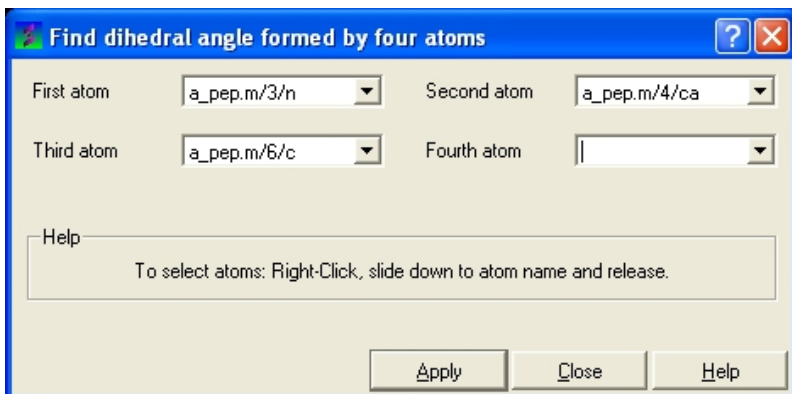 Find dihedral angle formed by four atoms
First atom a_pep.m/3/n Second atom a_pep.m/4/ca
Third atom a_pep.m/6/c Fourth atom
Help
To select atoms: Right-Click, slide down to atom name and release.
Apply Close Help